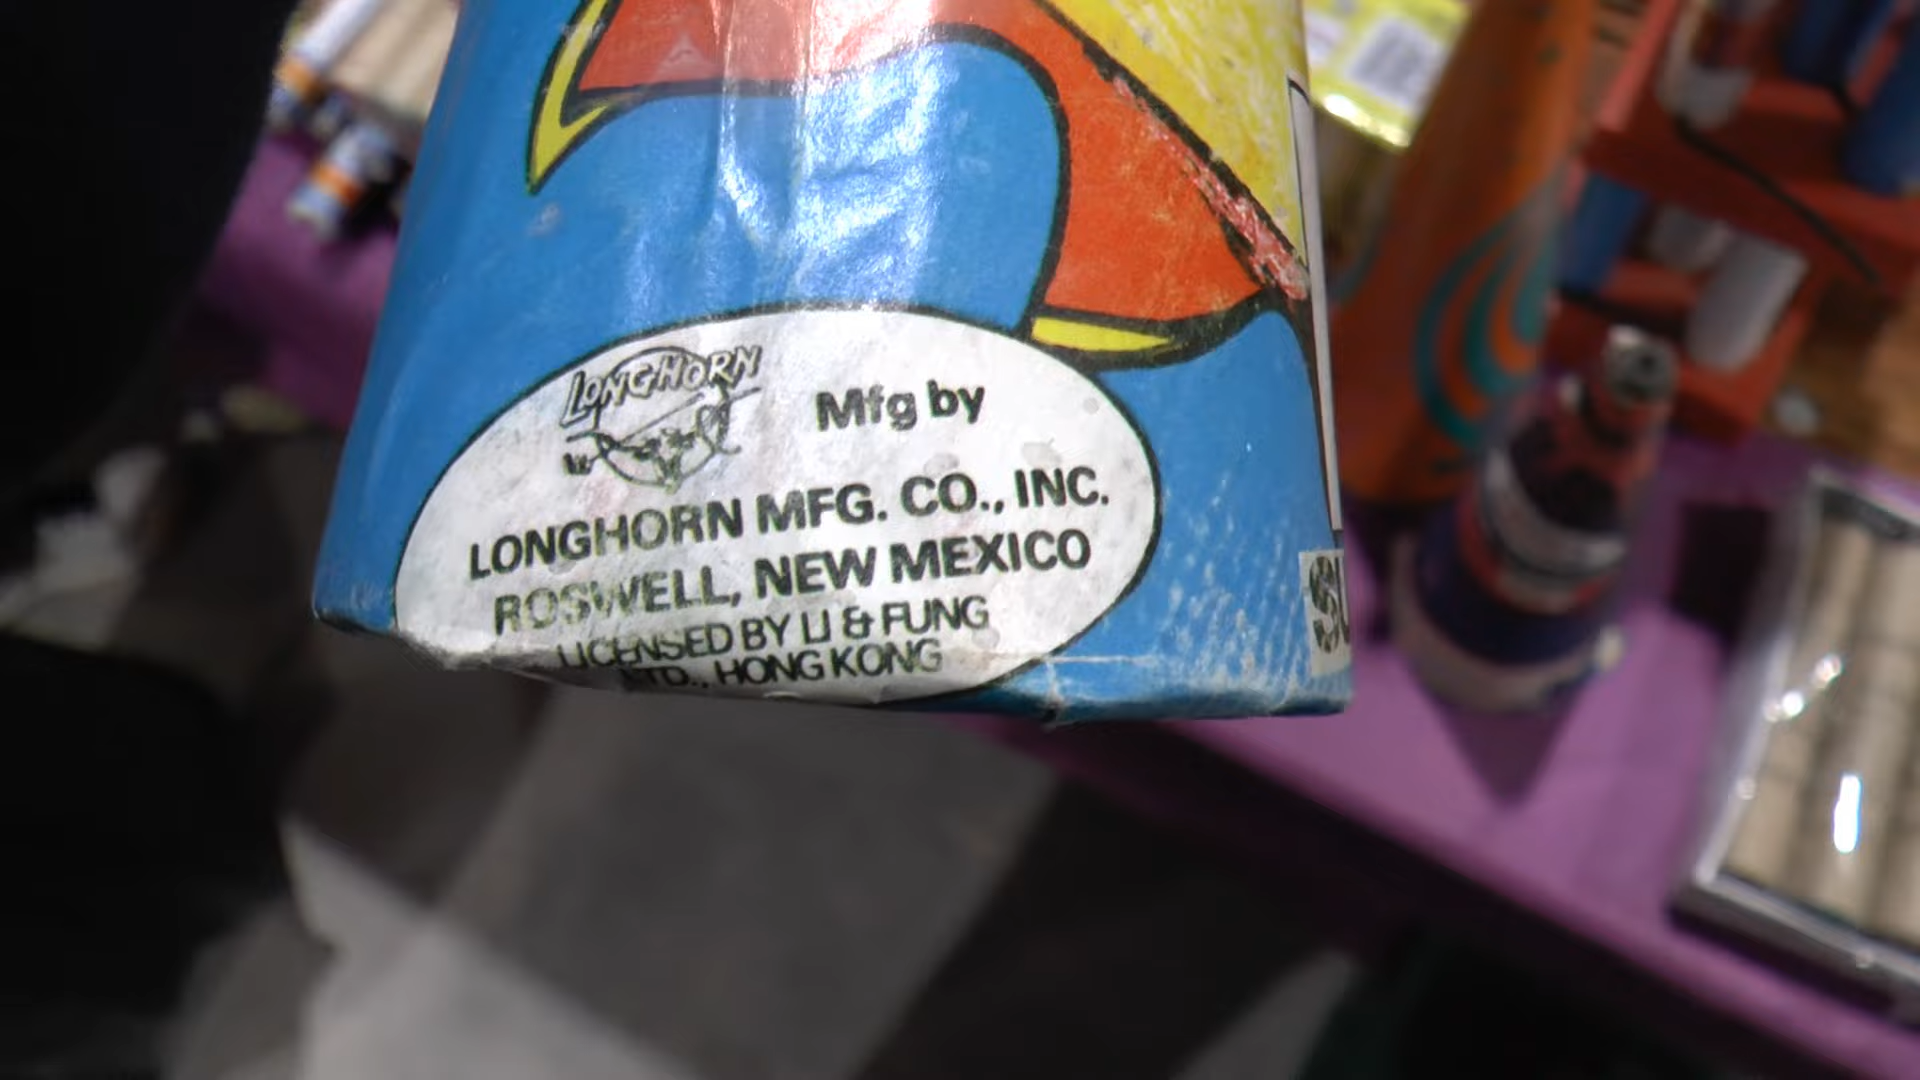 LONGHORN
Mfg by
LONGHORN MFG. CO., INC.
ROSWELL, NEW MEXICO
LICENSED BY LI & FUNG
LTD., HONG KONG